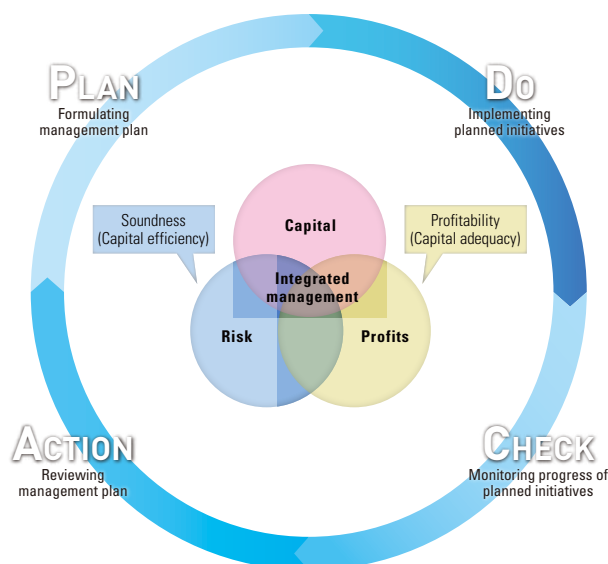 PLAN
Formulating
management plan
DO
Implementing
planned initiatives
Soundness
(Capital efficiency)
Capital
Profitability
(Capital adequacy)
Integrated
management
Risk
Profits
ACTION
Reviewing
management plan
CHECK
Monitoring progress of
planned initiatives